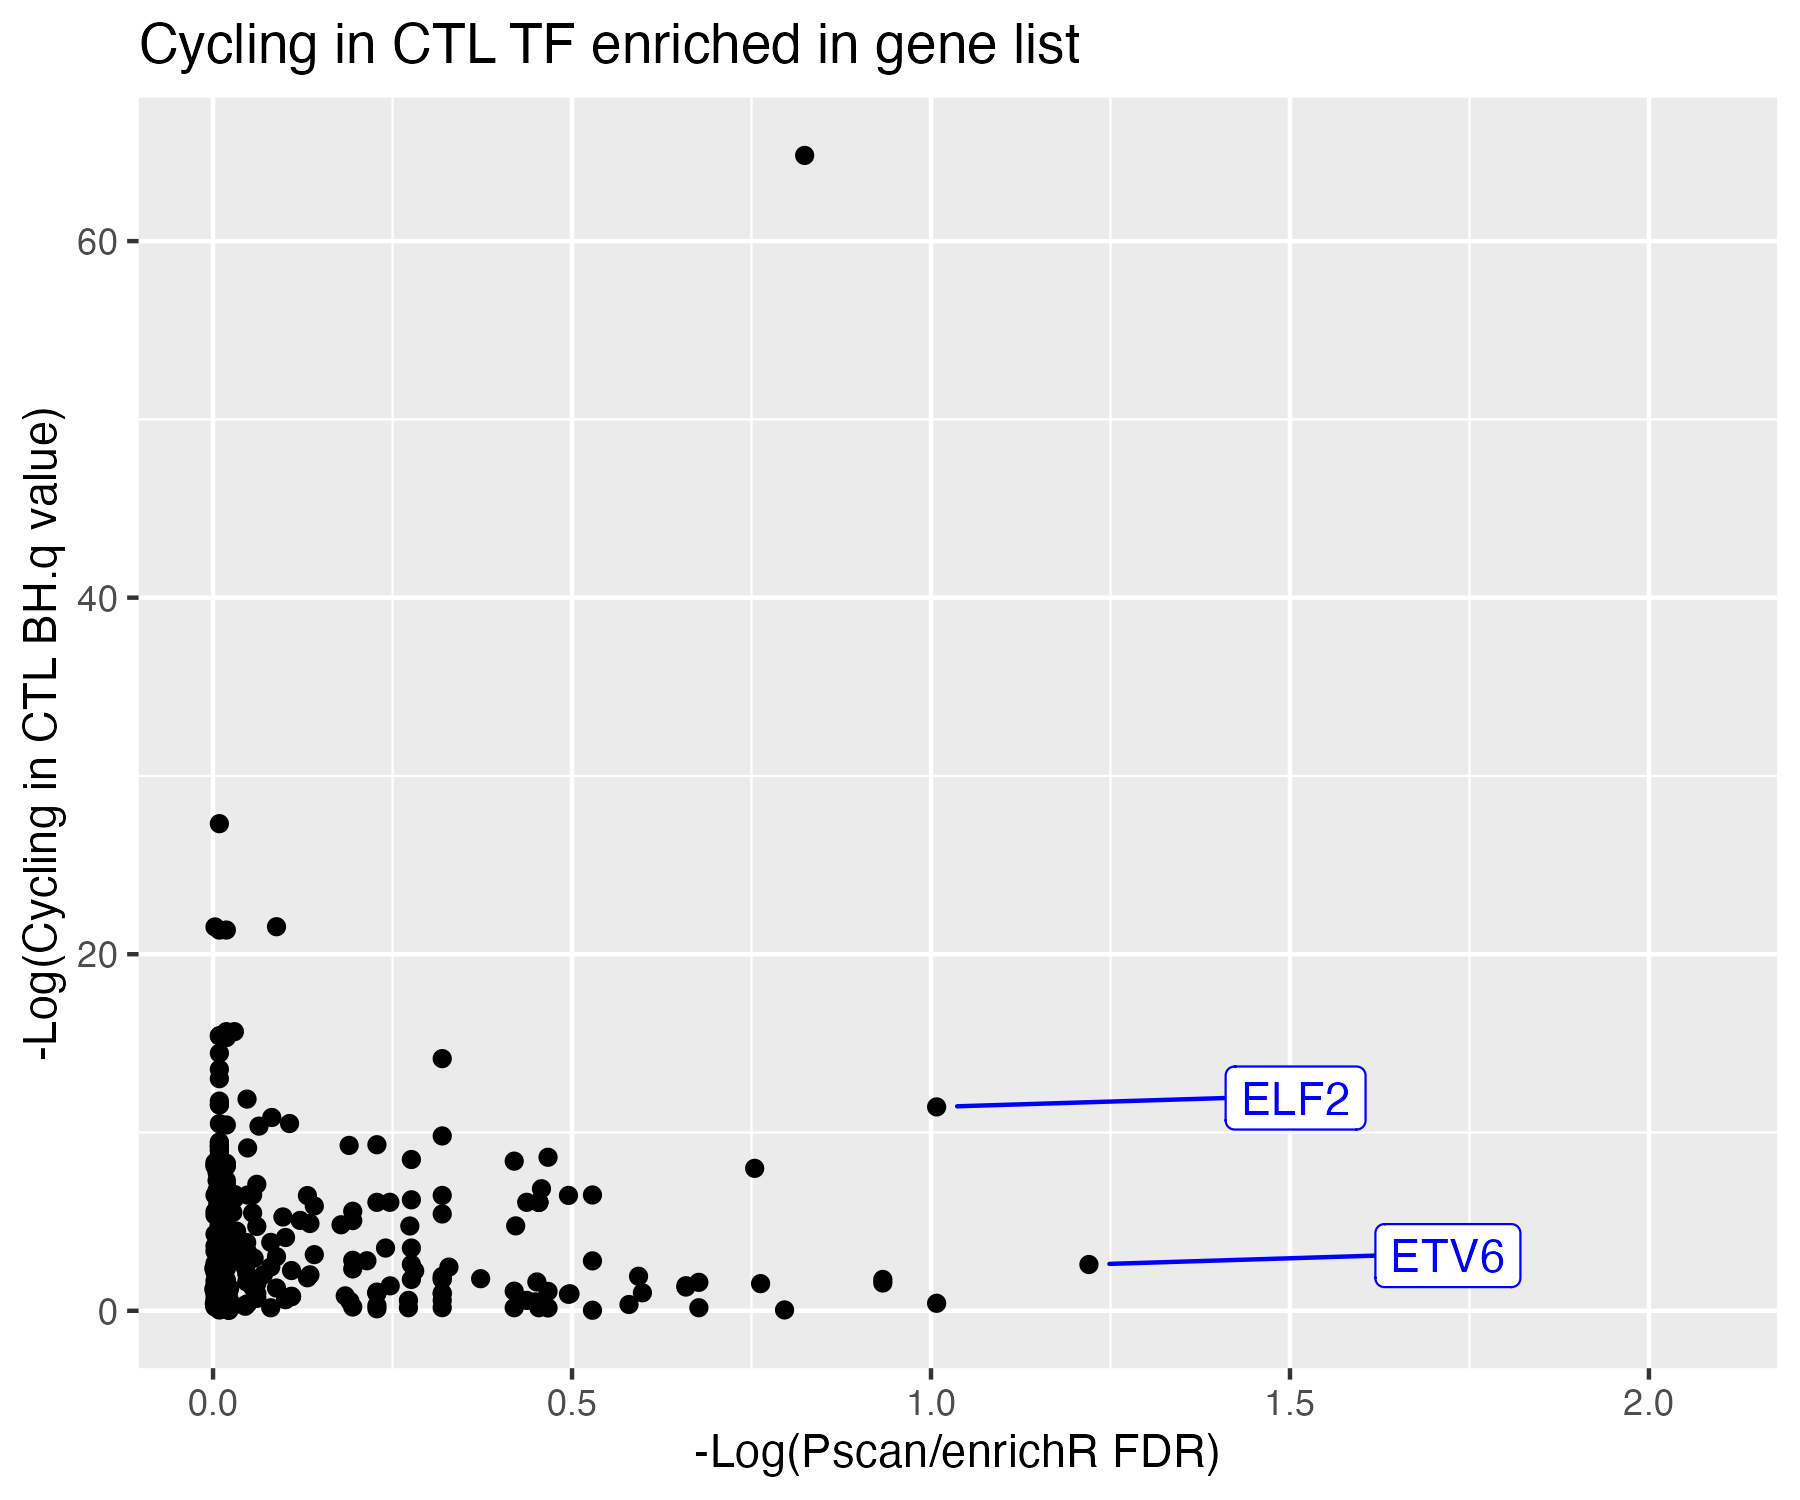 Cycling in CTL TF enriched in gene list
-Log(Cycling in CTL BH.q value)
60
40
20
0
ELF2
ETV6
0.0 0.5 1.0 1.5 2.0
-Log(Pscan/enrichR FDR)